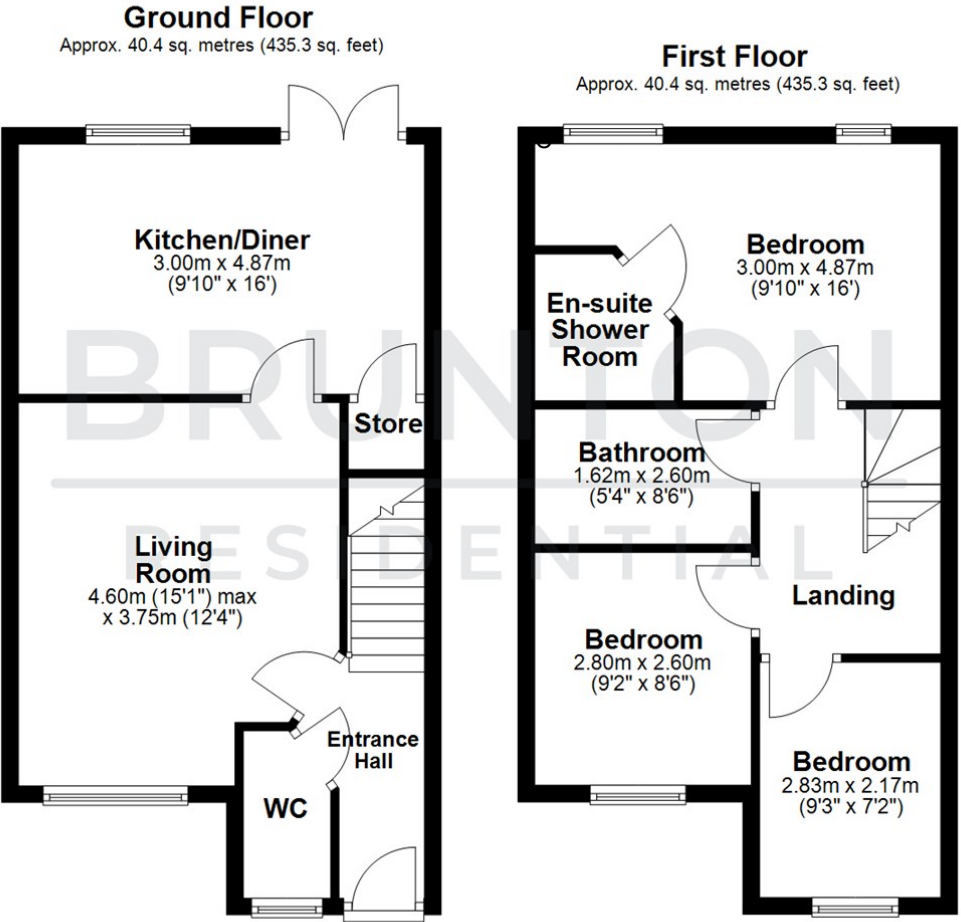 Ground Floor
Approx. 40.4 sq. metres (435.3 sq. feet)
Kitchen/Diner
3.00m x 4.87m
(9'10" x 16')
Store
Living
Room
4.60m (15'1") max
x 3.75m (12'4")
Entrance
Hall
WC
First Floor
Approx. 40.4 sq. metres (435.3 sq. feet)
Bedroom
3.00m x 4.87m
(9'10" x 16')
En-suite
Shower
Room
Bathroom
1.62m x 2.60m
(5'4" x 8'6")
Landing
Bedroom
2.80m x 2.60m
(9'2" x 8'6")
Bedroom
2.83m x 2.17m
(9'3" x 7'2")
BRUNTON
RESIDENTIAL